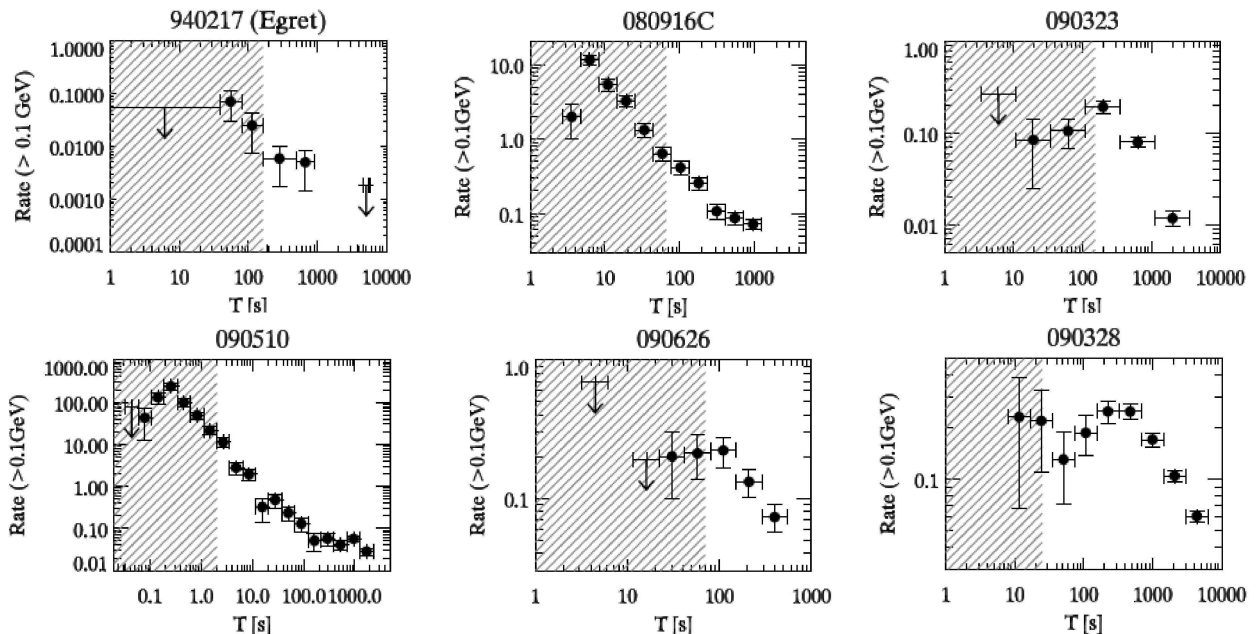 940217 (Egret)
Rate (> 0.1 GeV)
1.0000
0.1000
0.0100
0.0010
0.0001
1 10 100 1000 10000
T [s]
080916C
Rate (>0.1GeV)
10.0
1.0
0.1
1 10 100 1000
T [s]
090323
Rate (>0.1GeV)
1.00
0.10
0.01
1 10 100 1000 10000
T [s]
090510
Rate (>0.1GeV)
1000.00
100.00
10.00
1.00
0.10
0.01
0.1 1.0 10.0 100.0 1000.0
T [s]
090626
Rate (>0.1GeV)
1.0
0.1
1 10 100 1000
T [s]
090328
Rate (>0.1GeV)
0.1
1 10 100 1000 10000
T [s]